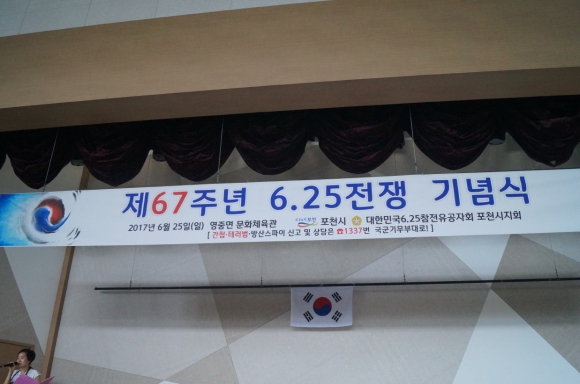 제67주년 6.25전쟁 기념식
2017년 6월 25일(일) 영중면 문화체육관 포천시 대한민국6.25참전유공자회 포천시지회
[ 간첩·테러범·방산스파이 신고 및 상담은 ☎1337번 국군기무부대로! ]